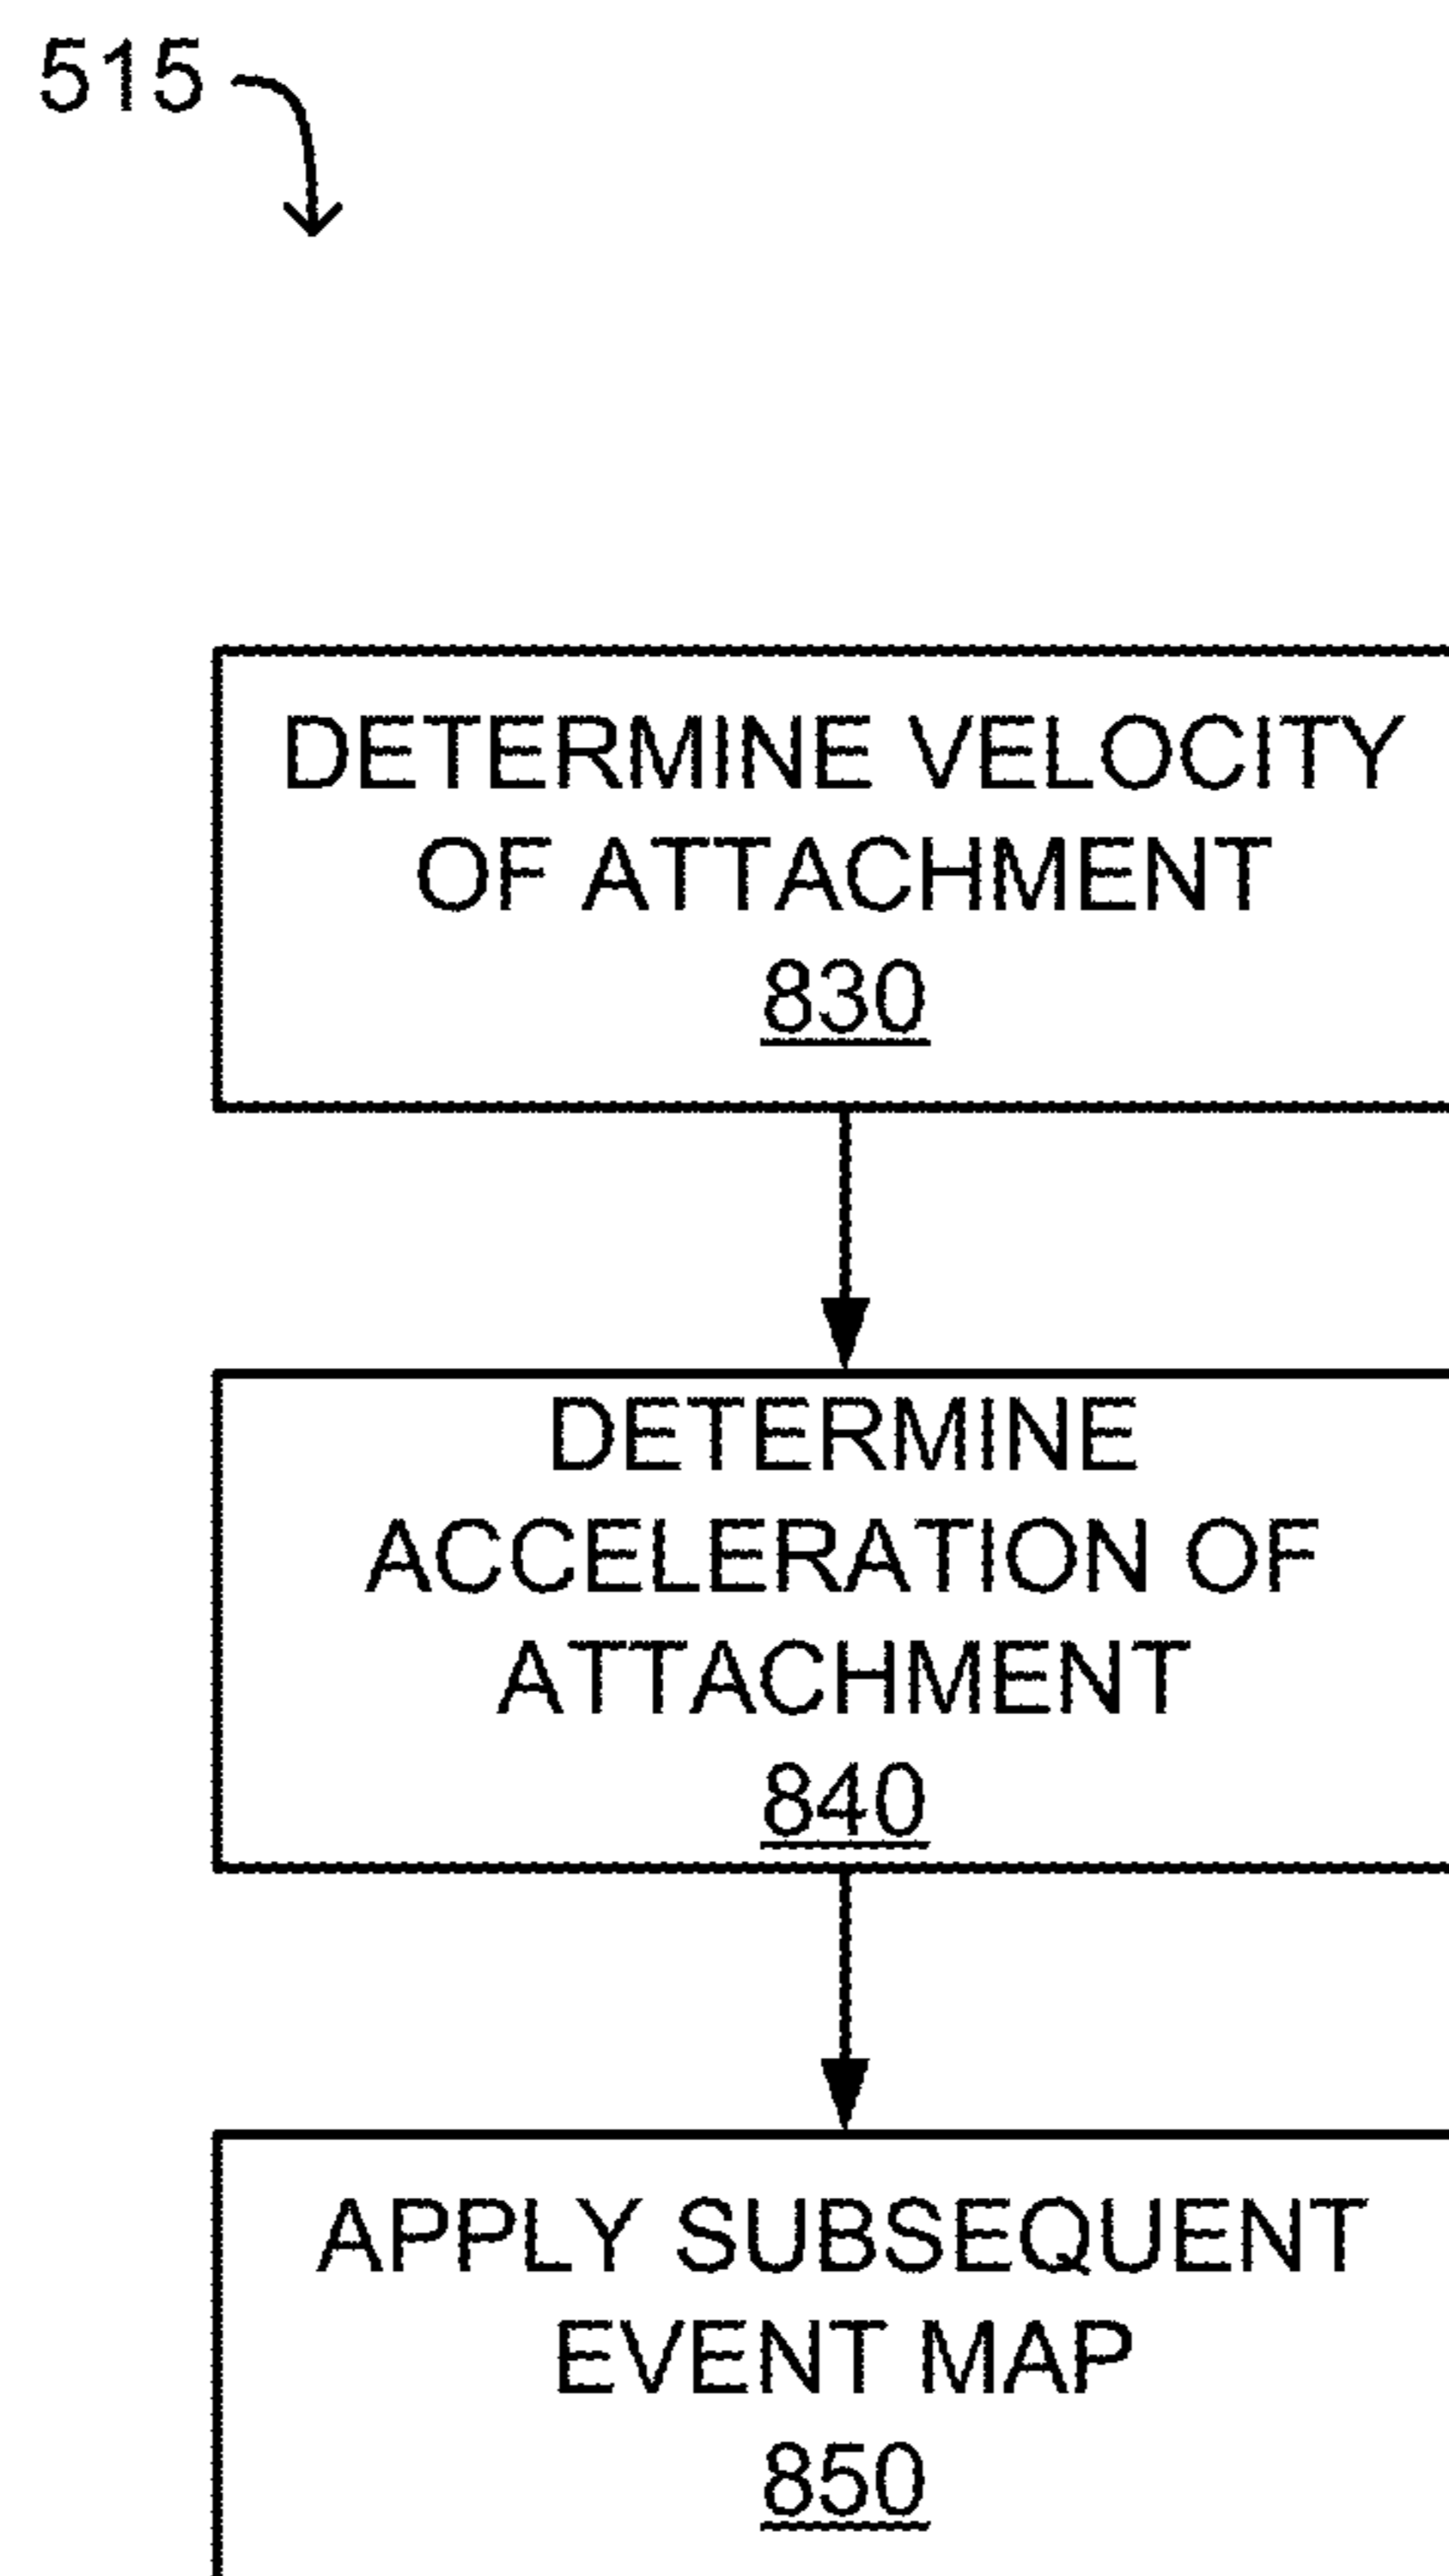 515
DETERMINE VELOCITY
OF ATTACHMENT
830
DETERMINE
ACCELERATION OF
ATTACHMENT
840
APPLY SUBSEQUENT
EVENT MAP
850